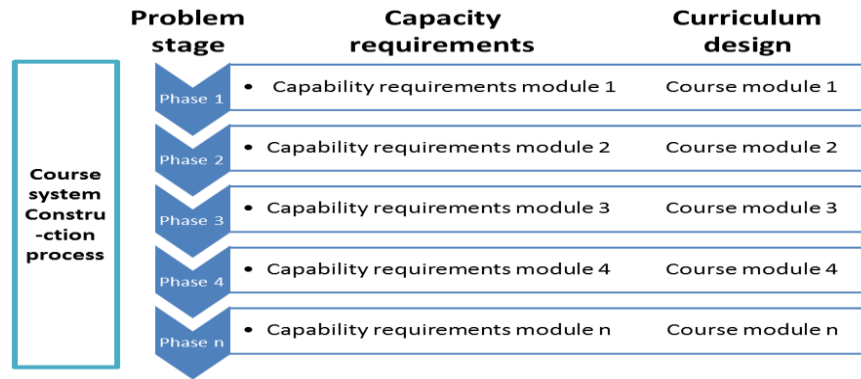 Problem stage
Capacity requirements
Curriculum design
Course
system
Constru
-ction
process
Phase 1
• Capability requirements module 1
Course module 1
Phase 2
• Capability requirements module 2
Course module 2
Phase 3
• Capability requirements module 3
Course module 3
Phase 4
• Capability requirements module 4
Course module 4
Phase n
• Capability requirements module n
Course module n